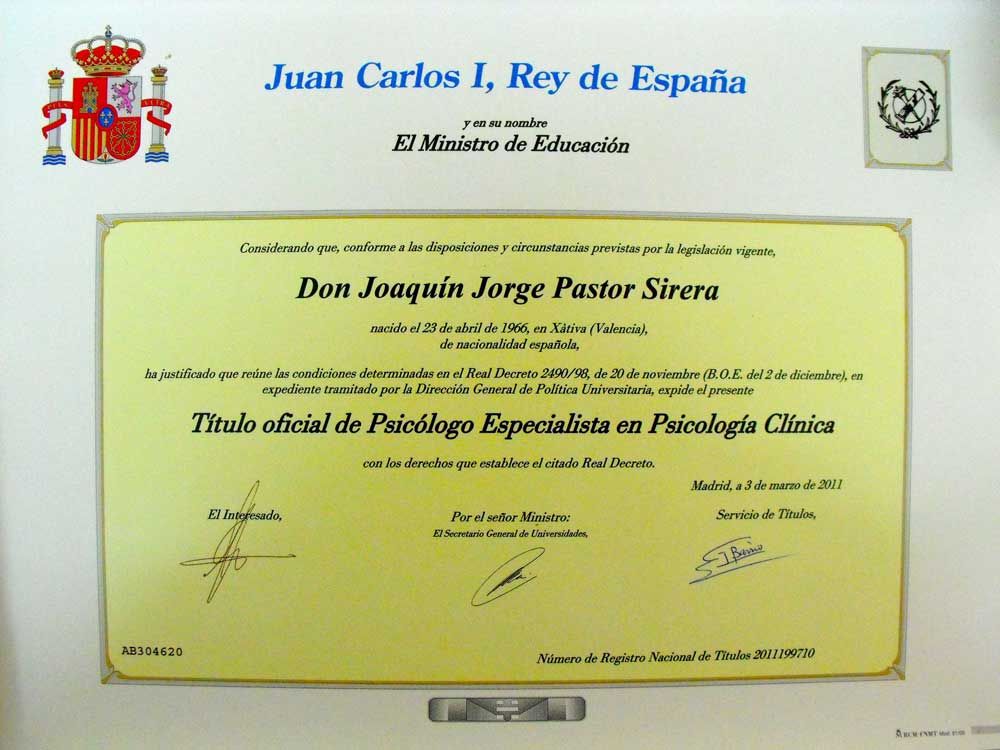 Juan Carlos I, Rey de España
y en su nombre
El Ministro de Educación
Considerando que, conforme a las disposiciones y circunstancias previstas por la legislación vigente,
Don Joaquín Jorge Pastor Sirera
nacido el 23 de abril de 1966, en Xàtiva (Valencia),
de nacionalidad española,
ha justificado que reúne las condiciones determinadas en el Real Decreto 2490/98, de 20 de noviembre (B.O.E. del 2 de diciembre), en
expediente tramitado por la Dirección General de Política Universitaria, expide el presente
Título oficial de Psicólogo Especialista en Psicología Clínica
con los derechos que establece el citado Real Decreto.
Madrid, a 3 de marzo de 2011
El Interesado,
Por el señor Ministro:
El Secretario General de Universidades,
Servicio de Títulos,
AB304620
Número de Registro Nacional de Títulos 2011199710